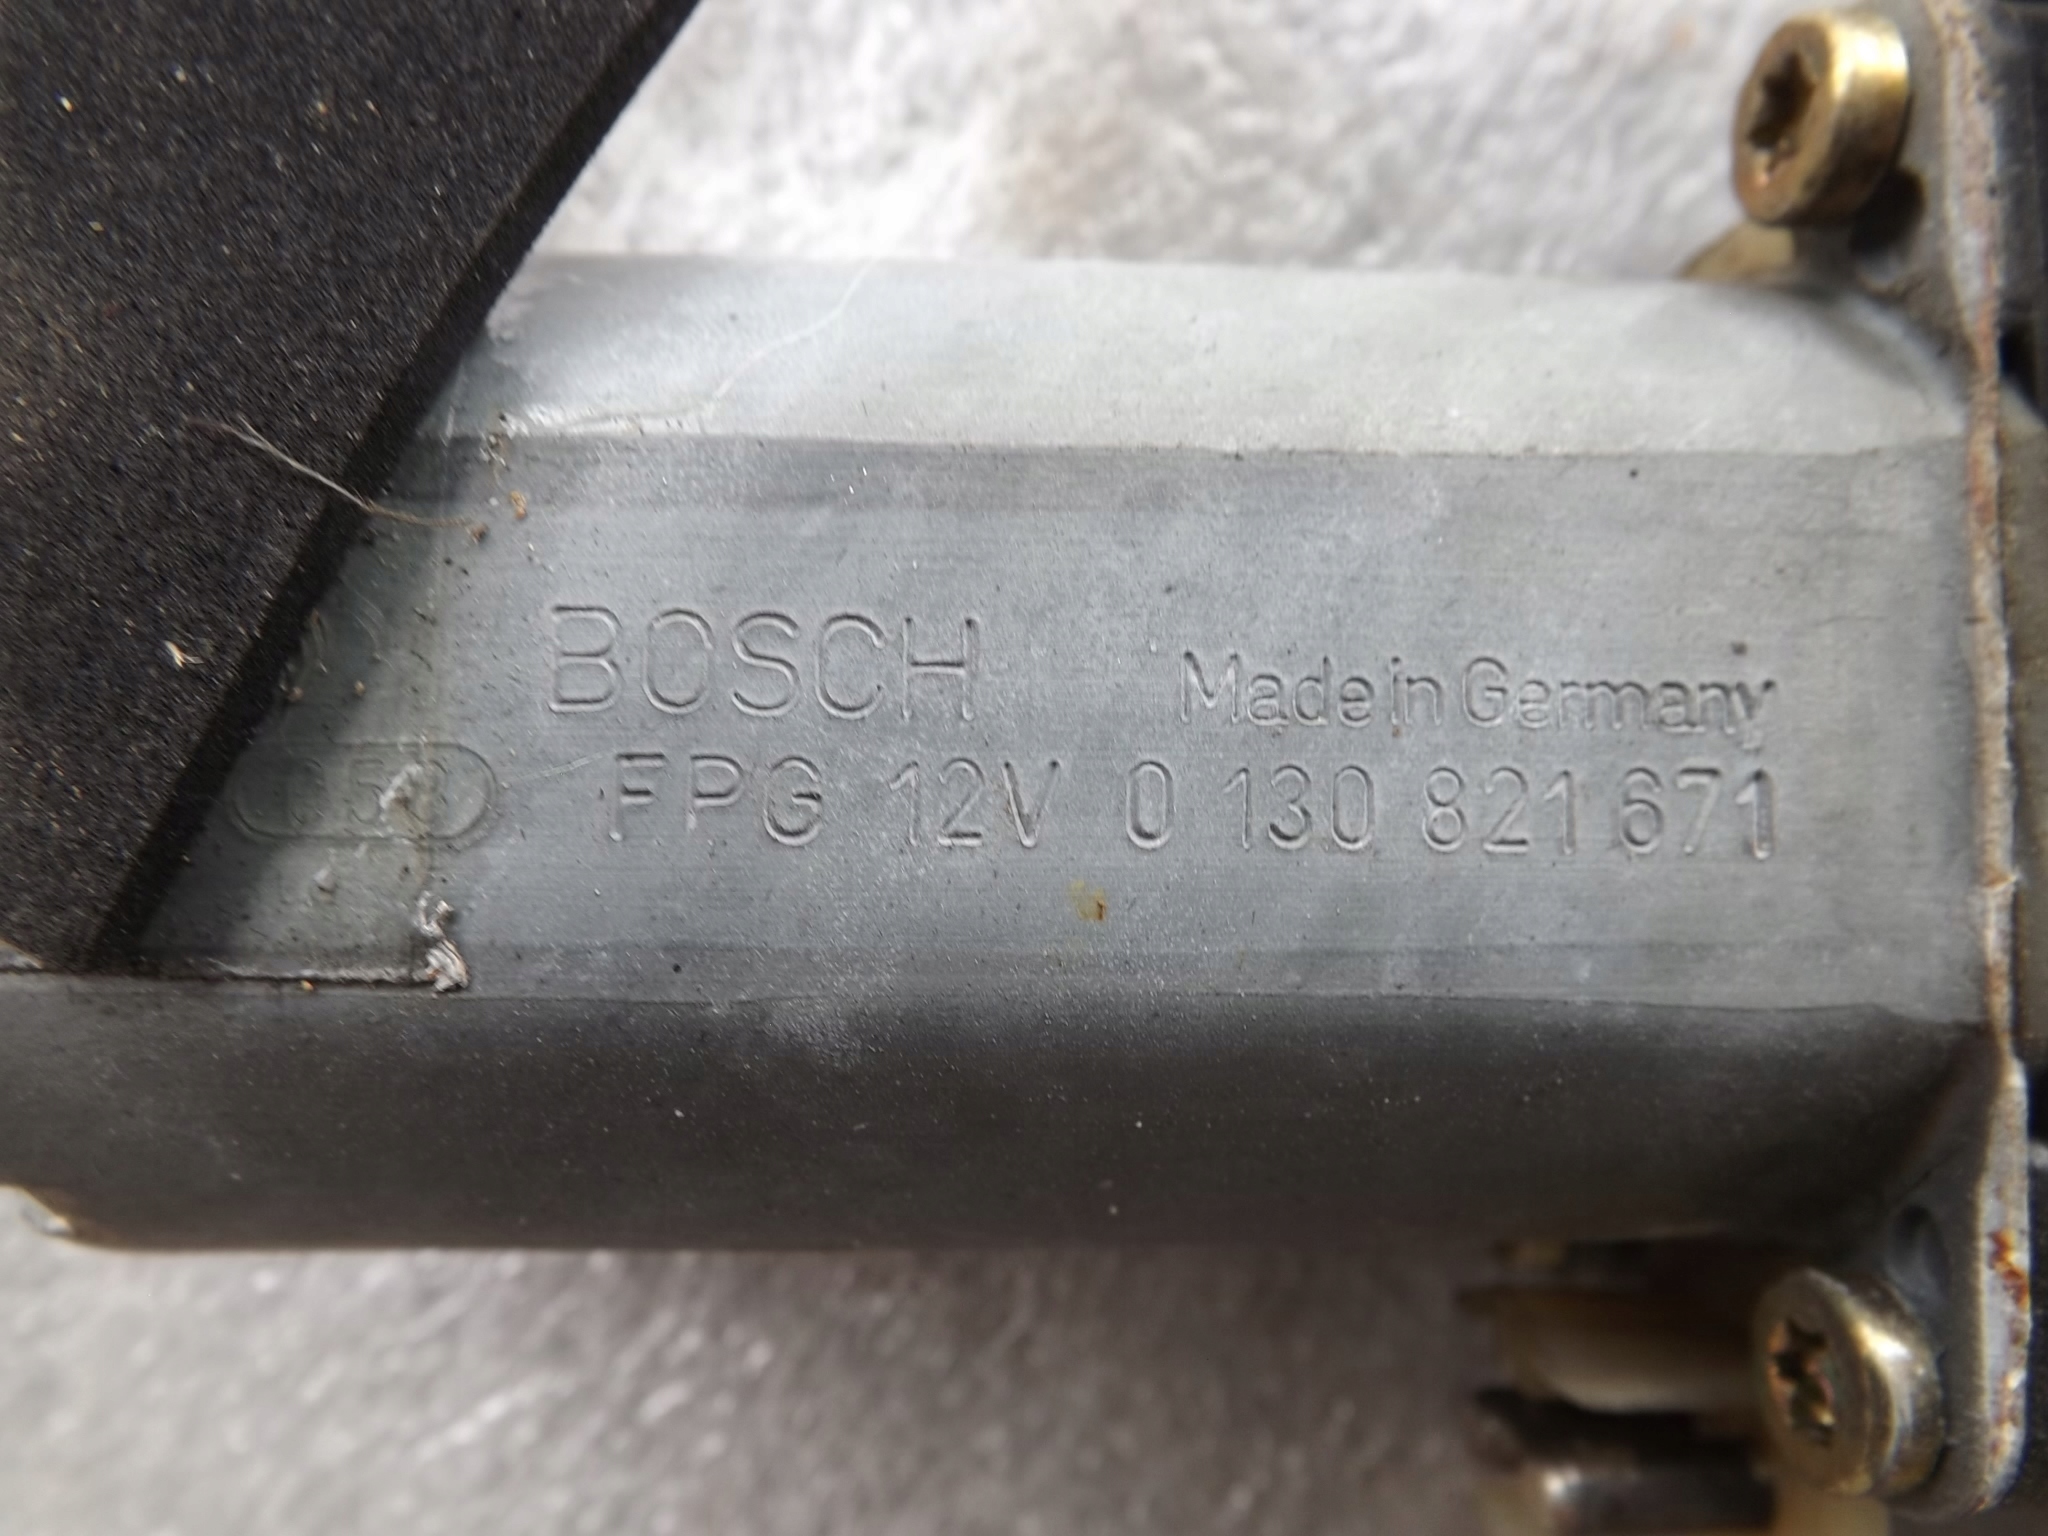 BOSCH Made in Germany
FPG 12V 0 130 821 671